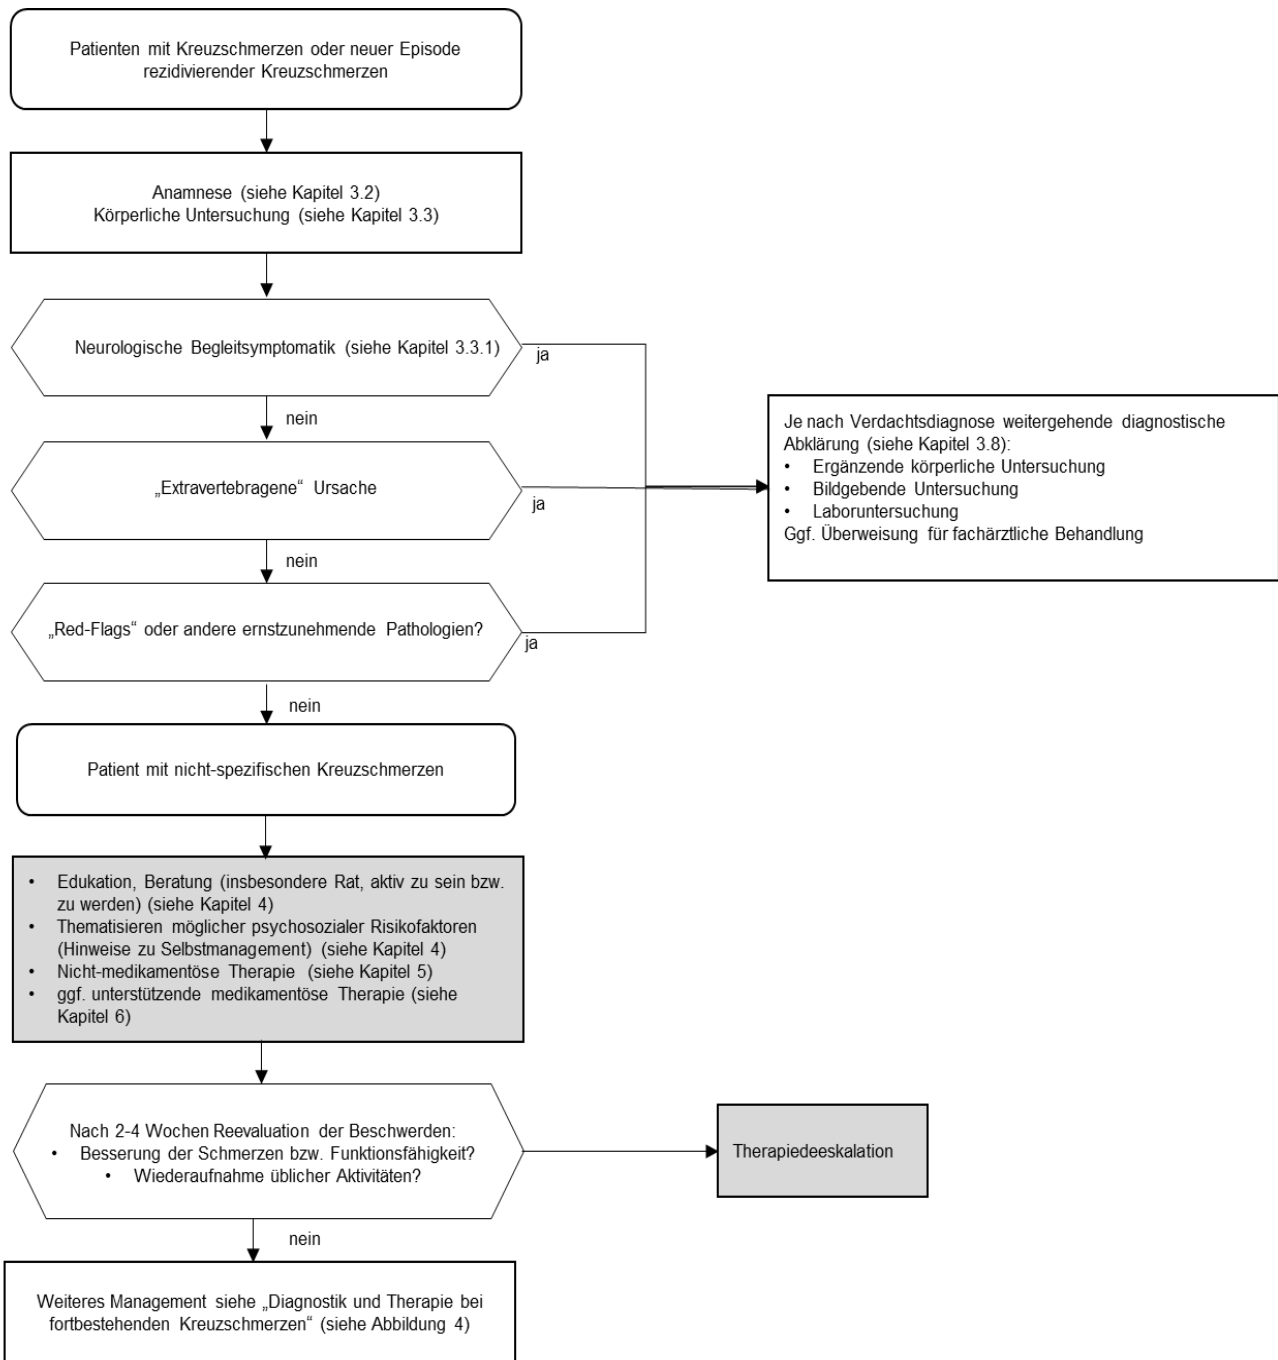 Patienten mit Kreuzschmerzen oder neuer Episode
rezidivierender Kreuzschmerzen
Anamnese (siehe Kapitel 3.2)
Körperliche Untersuchung (siehe Kapitel 3.3)
Neurologische Begleitsymptomatik (siehe Kapitel 3.3.1)
ja
nein
Je nach Verdachtsdiagnose weitergehende diagnostische
Abklärung (siehe Kapitel 3.8):
• Ergänzende körperliche Untersuchung
• Bildgebende Untersuchung
• Laboruntersuchung
Ggf. Überweisung für fachärztliche Behandlung
„Extravertebragene“ Ursache
ja
nein
„Red-Flags“ oder andere ernstzunehmende Pathologien?
ja
nein
Patient mit nicht-spezifischen Kreuzschmerzen
• Edukation, Beratung (insbesondere Rat, aktiv zu sein bzw.
zu werden) (siehe Kapitel 4)
• Thematisieren möglicher psychosozialer Risikofaktoren
(Hinweise zu Selbstmanagement) (siehe Kapitel 4)
• Nicht-medikamentöse Therapie (siehe Kapitel 5)
• ggf. unterstützende medikamentöse Therapie (siehe
Kapitel 6)
Nach 2-4 Wochen Reevaluation der Beschwerden:
• Besserung der Schmerzen bzw. Funktionsfähigkeit?
• Wiederaufnahme üblicher Aktivitäten?
Therapiedeeskalation
nein
Weiteres Management siehe „Diagnostik und Therapie bei
fortbestehenden Kreuzschmerzen“ (siehe Abbildung 4)